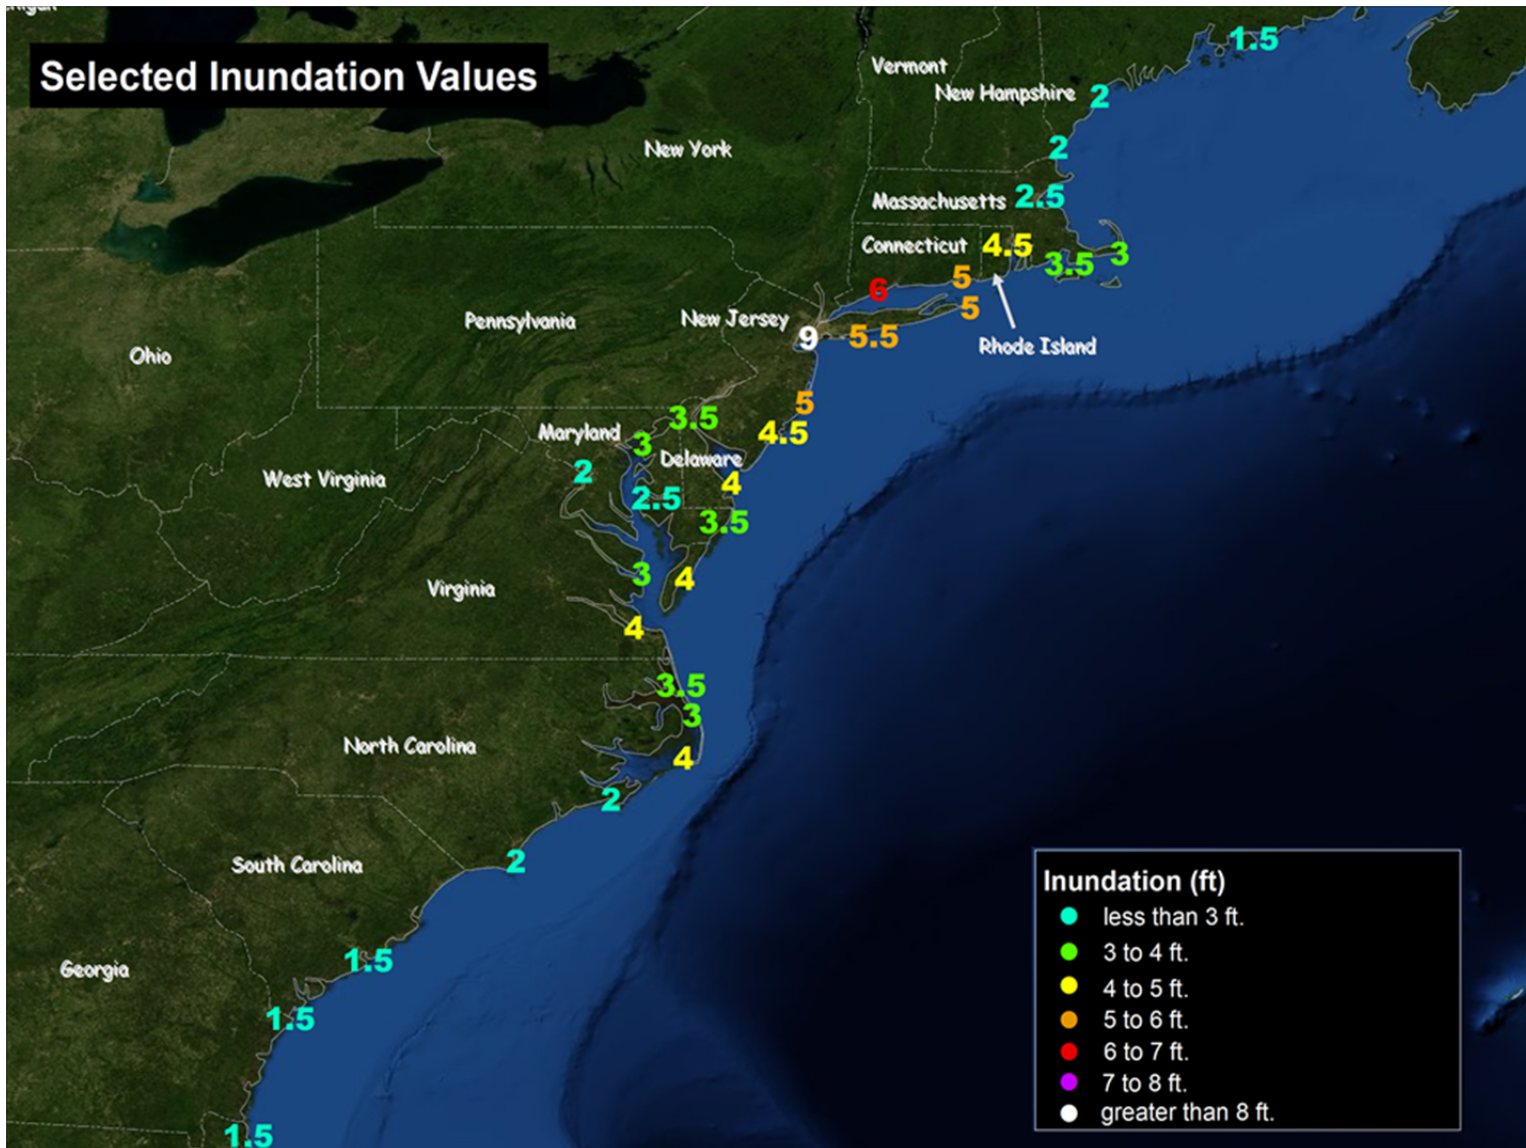 Selected Inundation Values
1.5
Vermont
New Hampshire
2
New York
2
Massachusetts
2.5
Connecticut
4.5
3.5
3
6
5
5
New Jersey
Pennsylvania
9
5.5
Rhode Island
Ohio
5
3.5
4.5
Maryland
3
Delaware
2
West Virginia
4
2.5
3.5
3
4
Virginia
4
3.5
3
North Carolina
4
2
2
South Carolina
1.5
Georgia
1.5
1.5
Inundation (ft)
less than 3 ft.
3 to 4 ft.
4 to 5 ft.
5 to 6 ft.
6 to 7 ft.
7 to 8 ft.
greater than 8 ft.